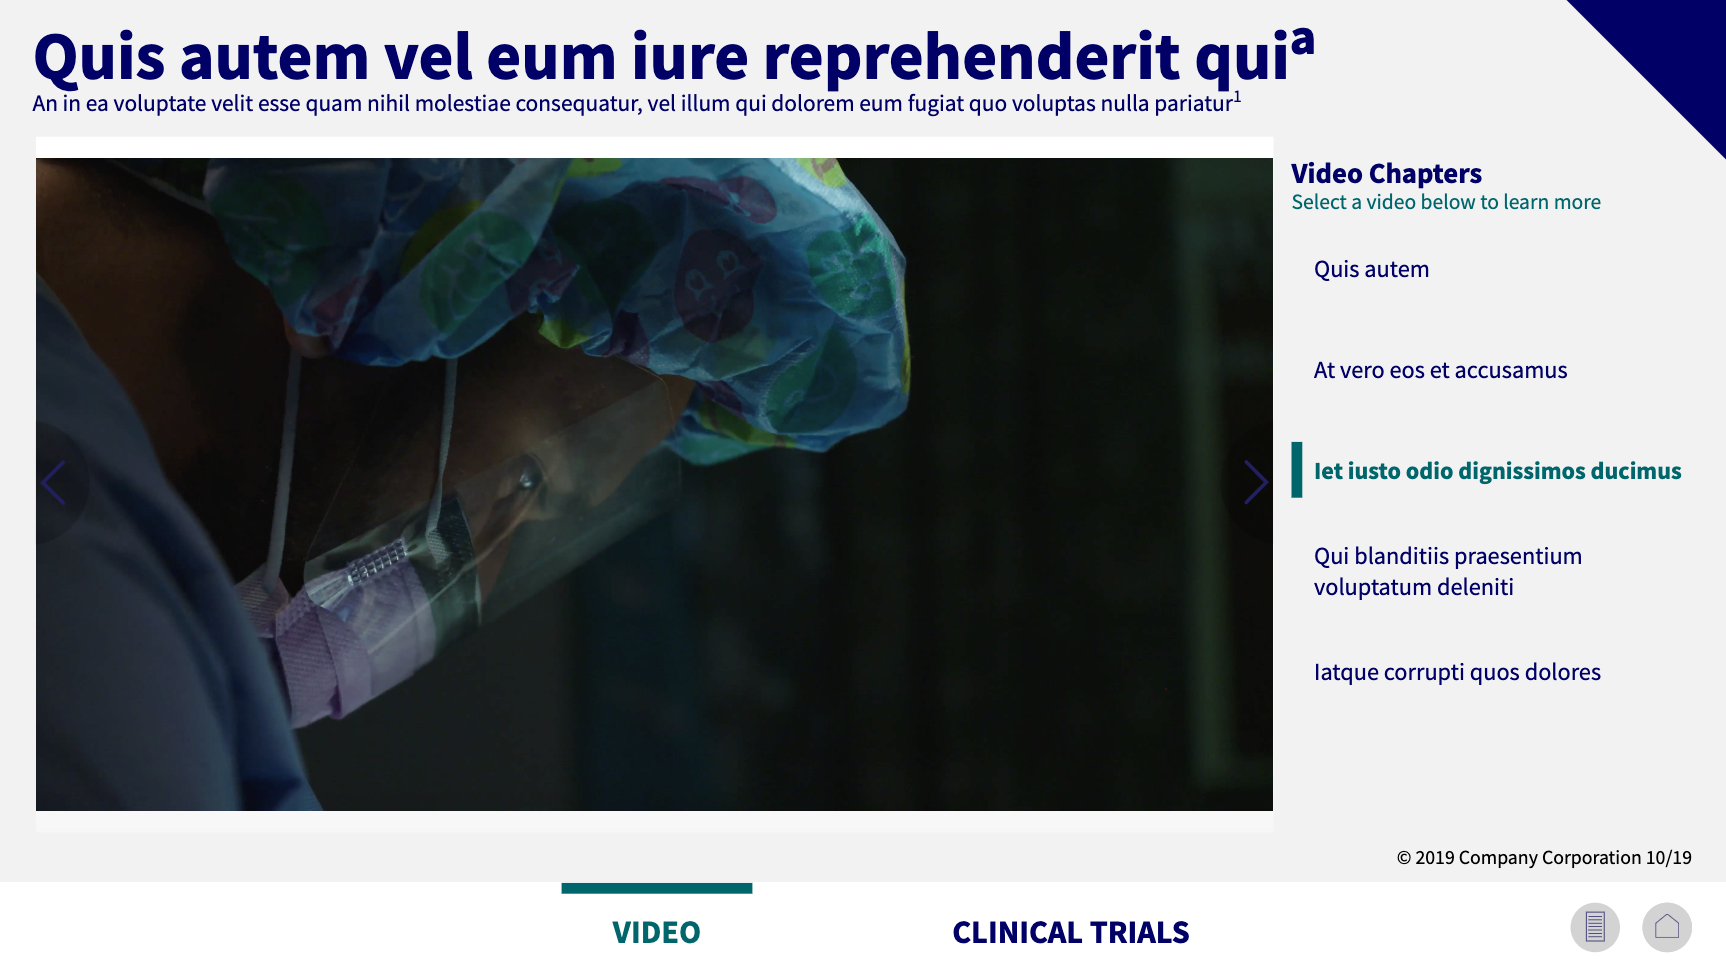 Quis autem vel eum iure reprehenderit quiª
An in ea voluptate velit esse quam nihil molestiae consequatur, vel illum qui dolorem eum fugiat quo voluptas nulla pariatur¹
Video Chapters
Select a video below to learn more
Quis autem
At vero eos et accusamus
Iet iusto odio dignissimos ducimus
Qui blanditiis praesentium
voluptatum deleniti
Iatque corrupti quos dolores
© 2019 Company Corporation 10/19
VIDEO
CLINICAL TRIALS